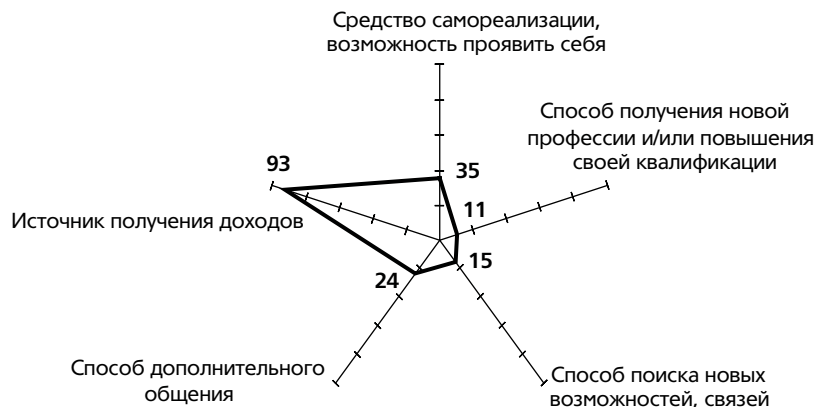 Средство самореализации,
возможность проявить себя
Способ получения новой
профессии и/или повышения
своей квалификации
93
35
Источник получения доходов
11
15
24
Способ дополнительного
общения
Способ поиска новых
возможностей, связей